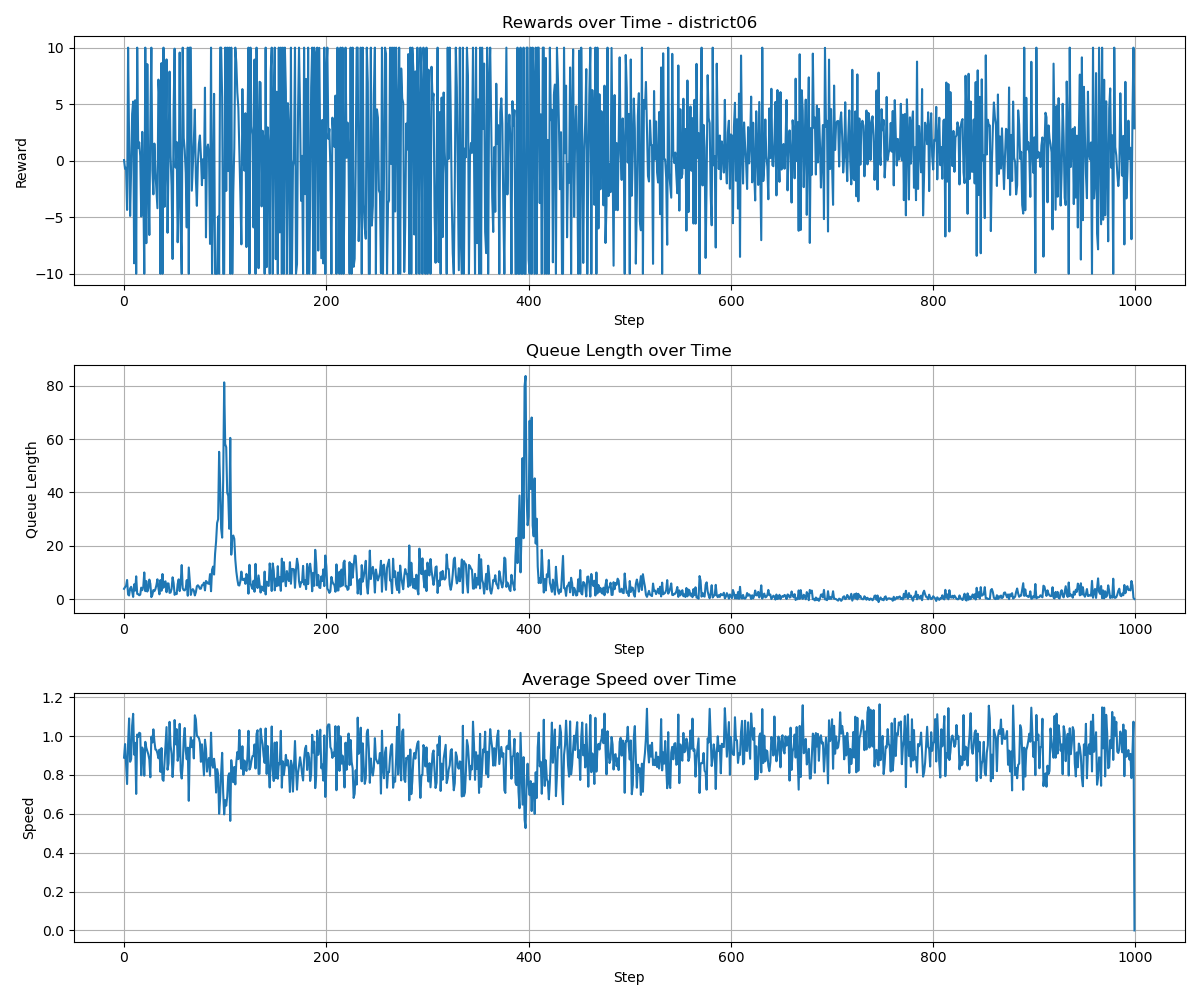 Rewards over Time - district06
10
5
0
−5
−10
Reward
0 200 400 600 800 1000
Step
Queue Length over Time
80
60
40
20
0
Queue Length
0 200 400 600 800 1000
Step
Average Speed over Time
1.2
1.0
0.8
0.6
0.4
0.2
0.0
Speed
0 200 400 600 800 1000
Step